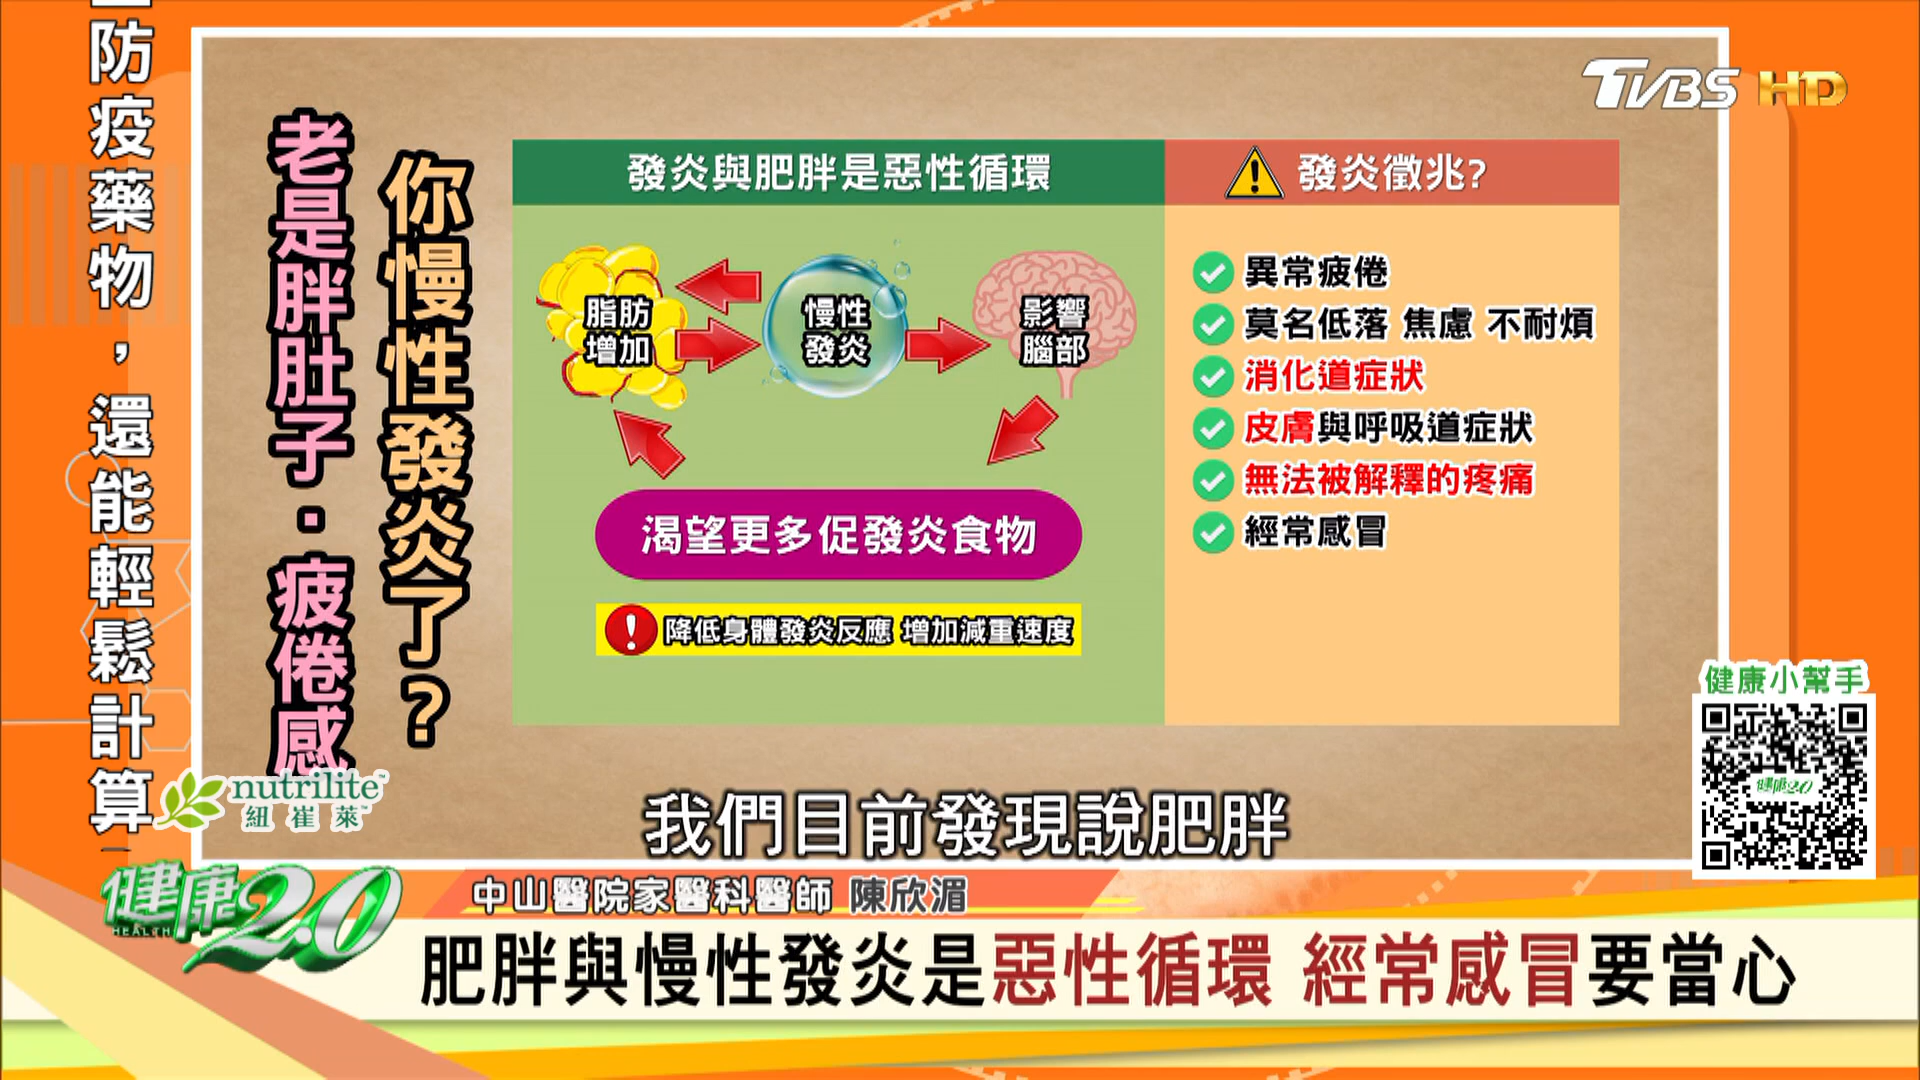 防疫藥物，還能輕鬆計算
TVBS HD
老是胖肚子．疲倦感
你慢性發炎了？
發炎與肥胖是惡性循環
脂肪
增加
慢性
發炎
影響
腦部
渴望更多促發炎食物
! 降低身體發炎反應 增加減重速度
! 發炎徵兆?
異常疲倦
莫名低落 焦慮 不耐煩
消化道症狀
皮膚與呼吸道症狀
無法被解釋的疼痛
經常感冒
健康小幫手
健康2.0
nutrilite™
紐崔萊™
我們目前發現說肥胖
健康2.0
HEALTH
中山醫院家醫科醫師 陳欣湄
肥胖與慢性發炎是惡性循環 經常感冒要當心